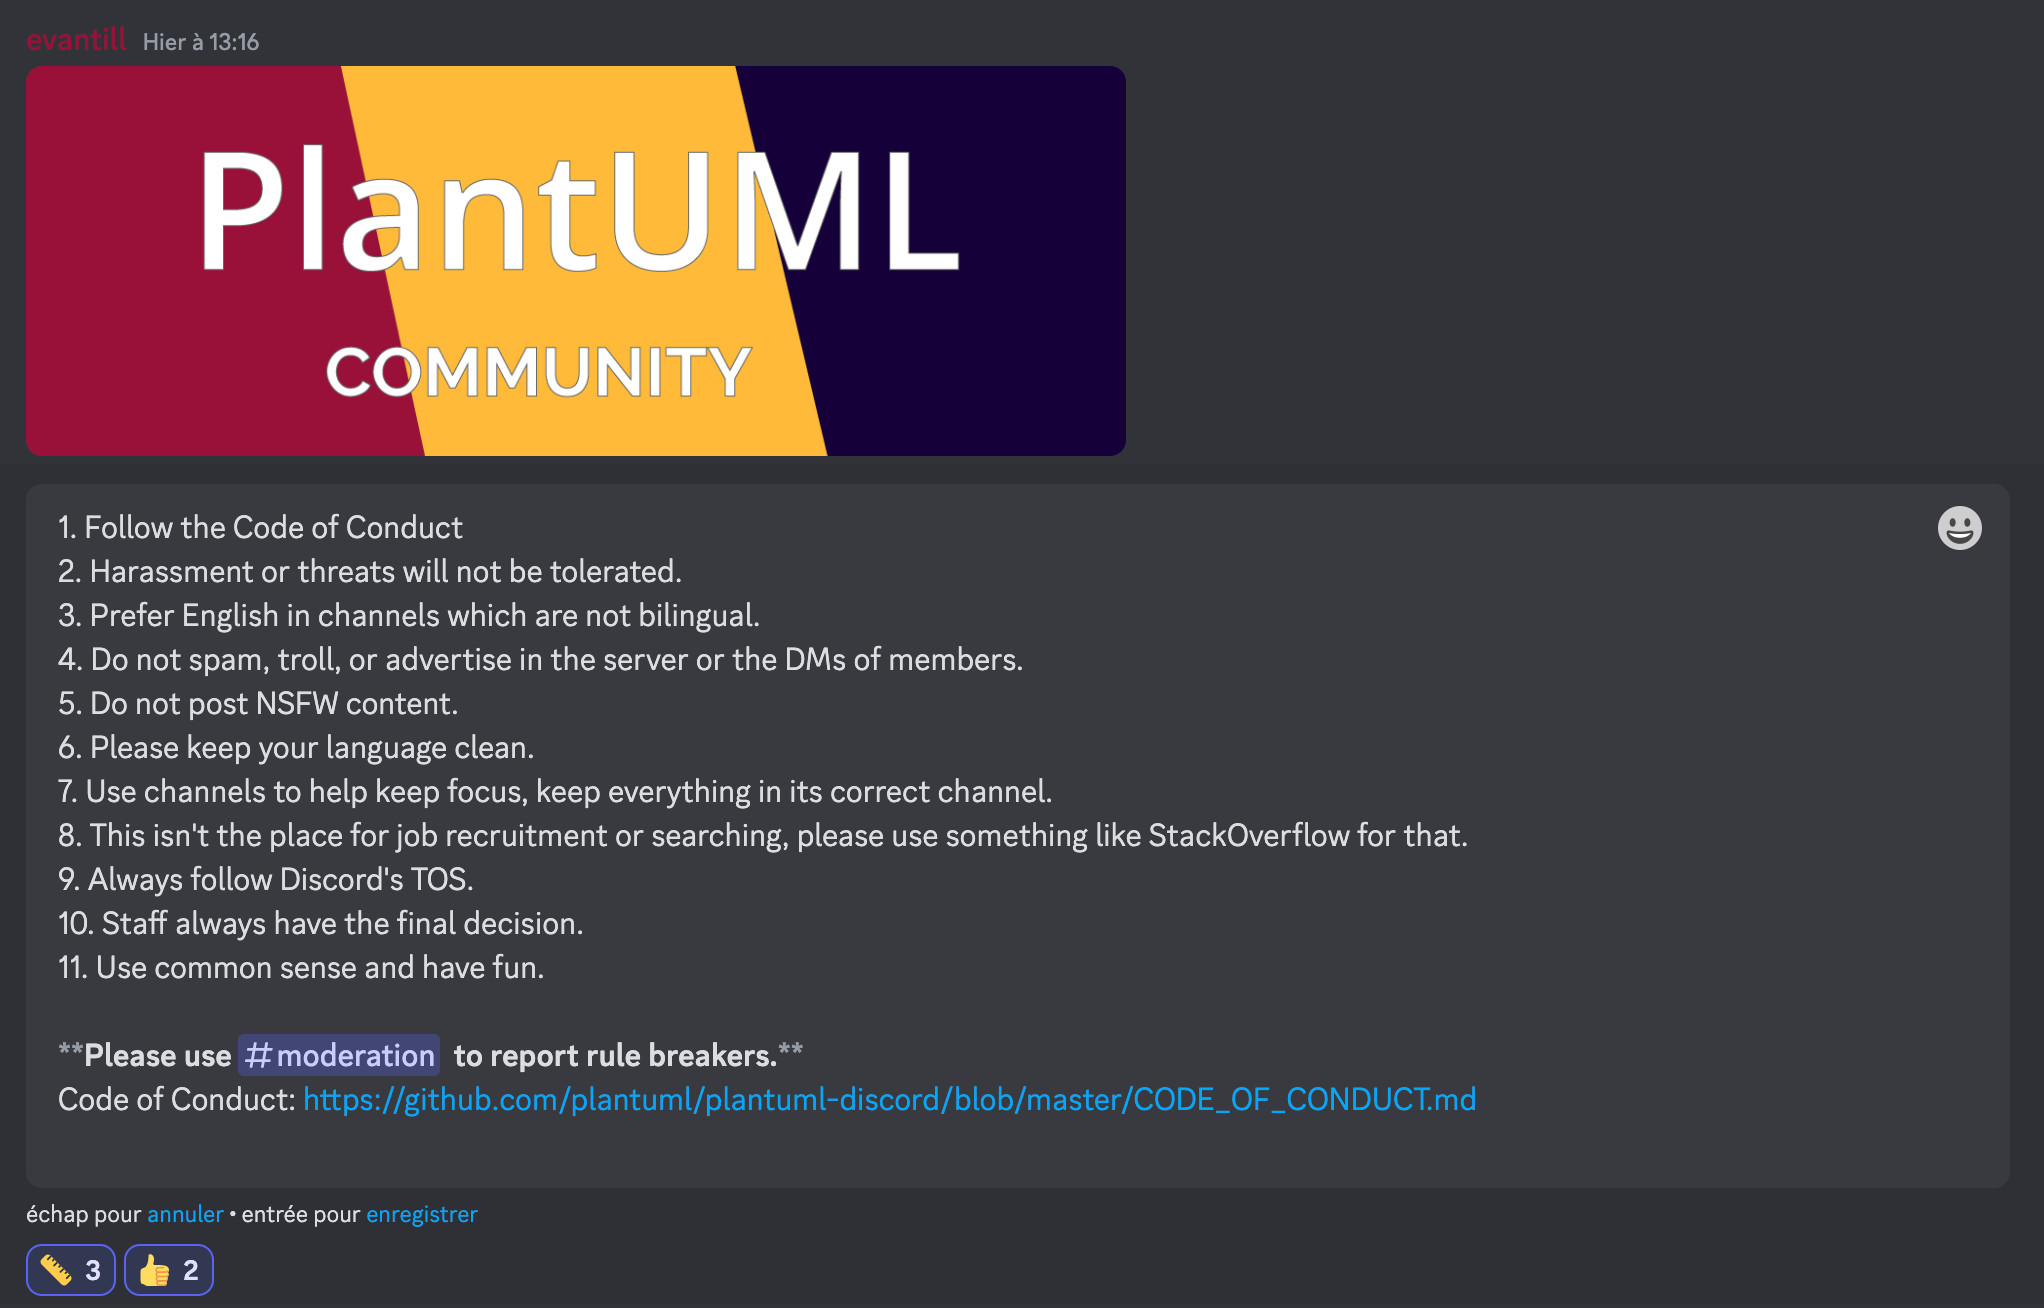 evantill Hier à 13:16
PlantUML
COMMUNITY
1. Follow the Code of Conduct
2. Harassment or threats will not be tolerated.
3. Prefer English in channels which are not bilingual.
4. Do not spam, troll, or advertise in the server or the DMs of members.
5. Do not post NSFW content.
6. Please keep your language clean.
7. Use channels to help keep focus, keep everything in its correct channel.
8. This isn't the place for job recruitment or searching, please use something like StackOverflow for that.
9. Always follow Discord's TOS.
10. Staff always have the final decision.
11. Use common sense and have fun.
**Please use #moderation to report rule breakers.**
Code of Conduct: https://github.com/plantuml/plantuml-discord/blob/master/CODE_OF_CONDUCT.md
échap pour annuler • entrée pour enregistrer
3 2